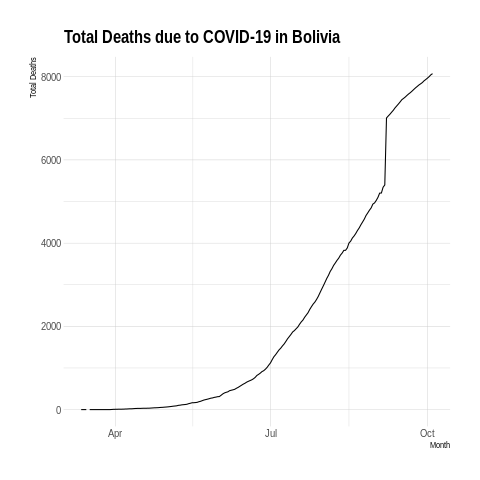 Total Deaths due to COVID-19 in Bolivia
Total Deaths
8000
6000
4000
2000
0
Apr
Jul
Oct
Month